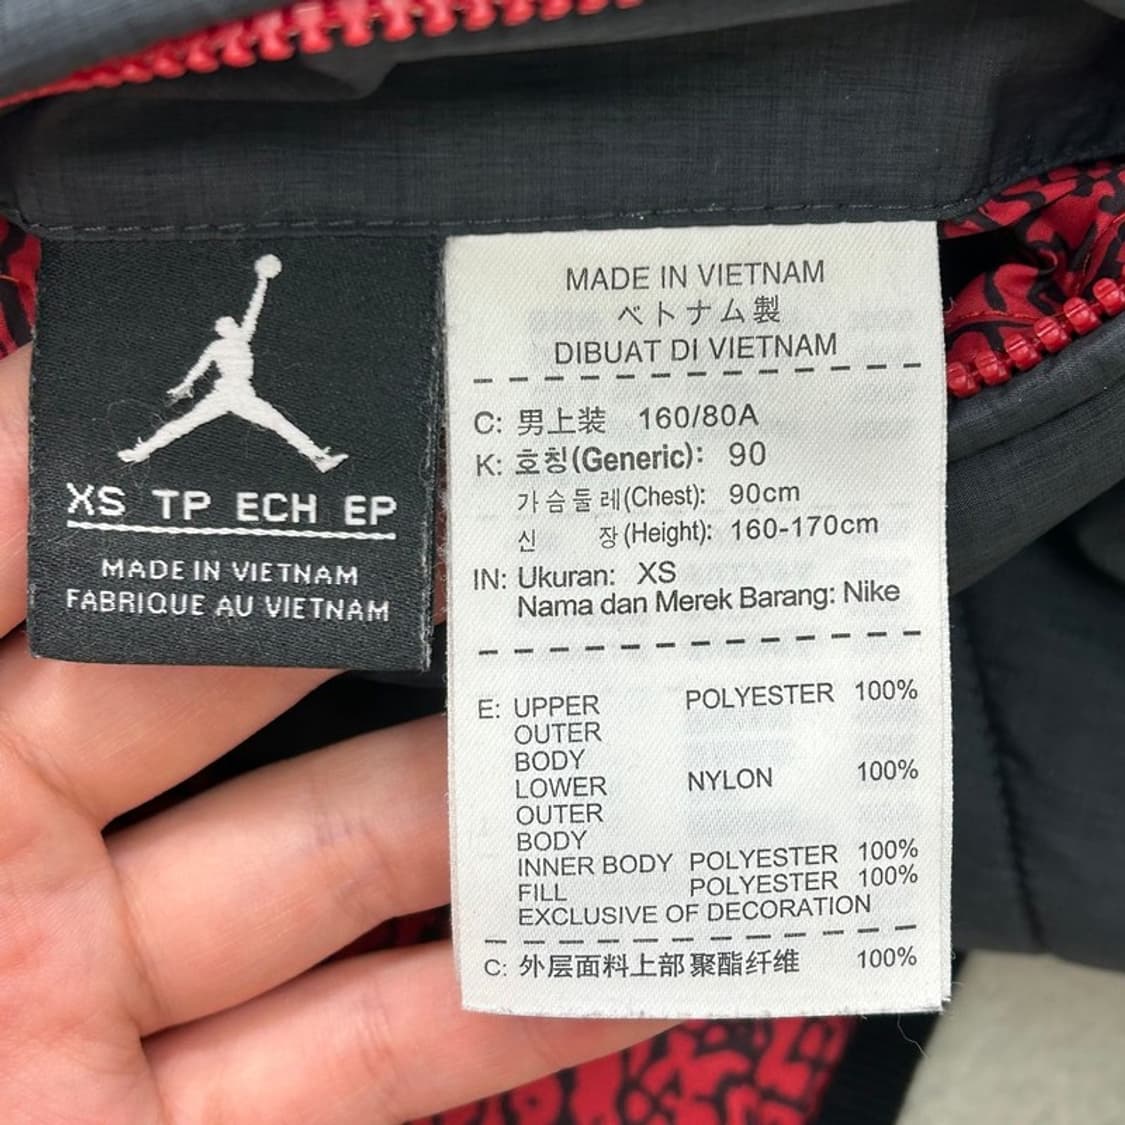 XS TP ECH EP
MADE IN VIETNAM
FABRIQUE AU VIETNAM
MADE IN VIETNAM
ベトナム製
DIBUAT DI VIETNAM
C: 男上装 160/80A
K: 호칭(Generic): 90
가슴둘레(Chest): 90cm
신 장(Height): 160-170cm
IN: Ukuran: XS
Nama dan Merek Barang: Nike
E: UPPER POLYESTER 100%
OUTER
BODY
LOWER NYLON 100%
OUTER
BODY
INNER BODY POLYESTER 100%
FILL POLYESTER 100%
EXCLUSIVE OF DECORATION
C: 外层面料上部 聚酯纤维 100%